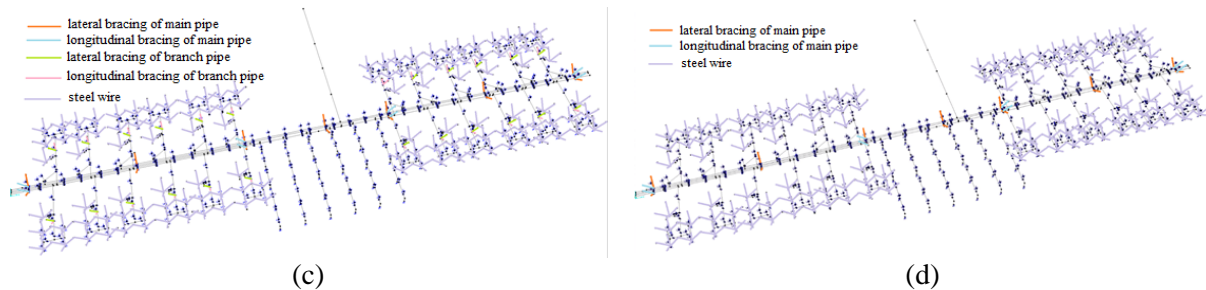 lateral bracing of main pipe
longitudinal bracing of main pipe
lateral bracing of branch pipe
longitudinal bracing of branch pipe
steel wire
(c)
lateral bracing of main pipe
longitudinal bracing of main pipe
steel wire
(d)